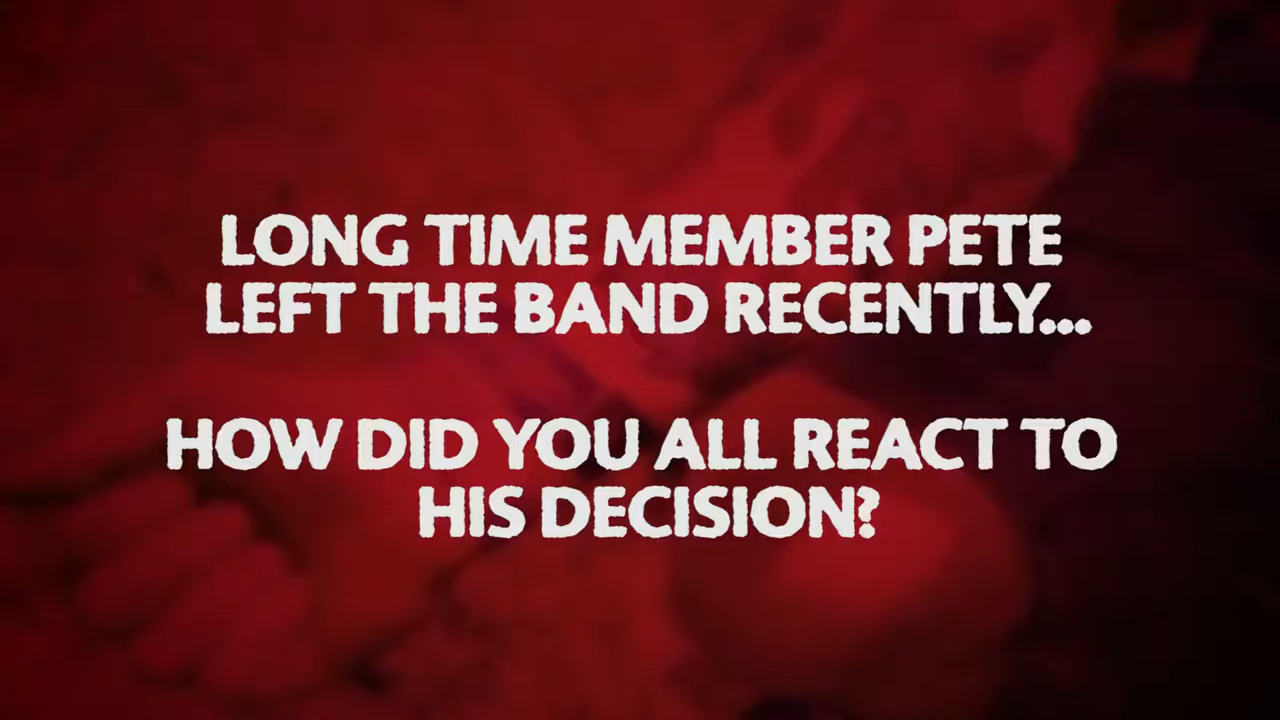 LONG TIME MEMBER PETE
LEFT THE BAND RECENTLY...
HOW DID YOU ALL REACT TO
HIS DECISION?